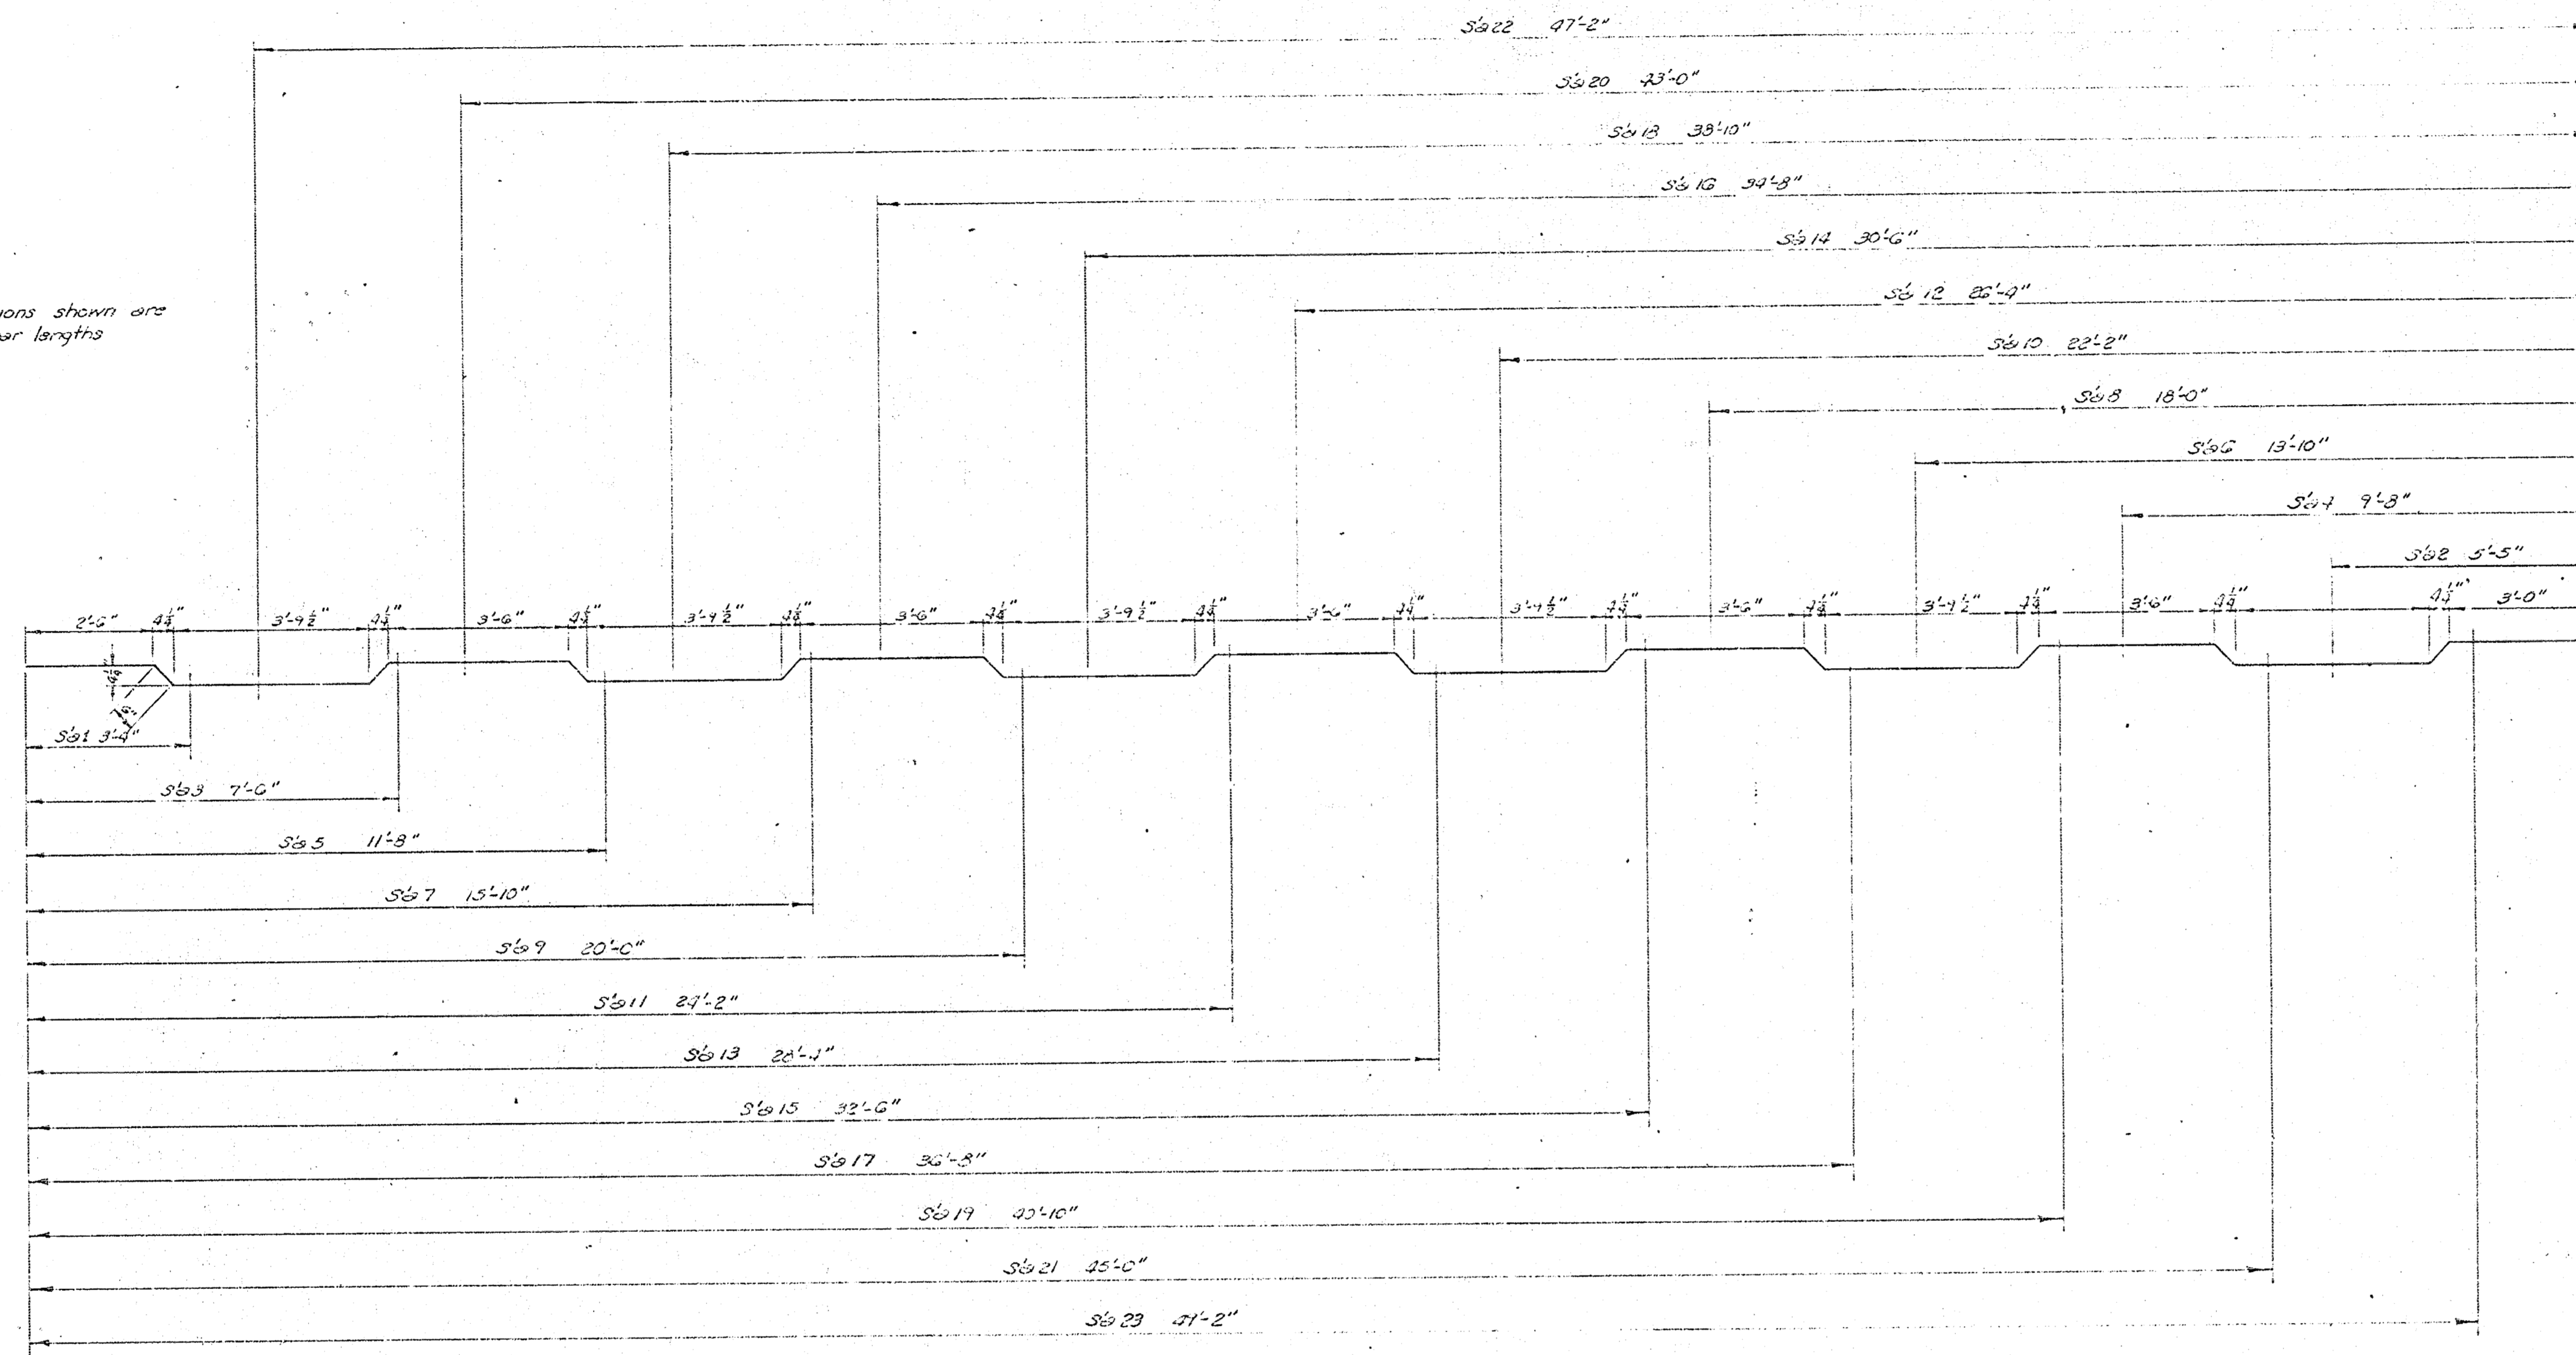 S'a22 47'-2"
S'a20 43'-0"
S'a18 38'-10"
S'a16 34'-8"
S'a14 30'-6"
S'a12 26'-4"
ions shown are
ar lengths
S'a10 22'-2"
S'a8 18'-0"
S'a6 13'-10"
S'a4 9'-8"
S'a2 5'-5"
2'-6" 4¼" 3'-9½" 4¼" 3'-6" 4¼" 3'-9½" 4¼" 3'-6" 4¼" 3'-9½" 4¼" 3'-6" 4¼" 3'-9½" 4¼" 3'-6" 4¼" 3'-9½" 4¼" 3'-6" 4¼" 4¼" 3'-0"
4¼"
S'a1 3'-4"
S'a3 7'-6"
S'a5 11'-8"
S'a7 15'-10"
S'a9 20'-0"
S'a11 24'-2"
S'a13 28'-4"
S'a15 32'-6"
S'a17 36'-8"
S'a19 40'-10"
S'a21 45'-0"
S'a23 49'-2"